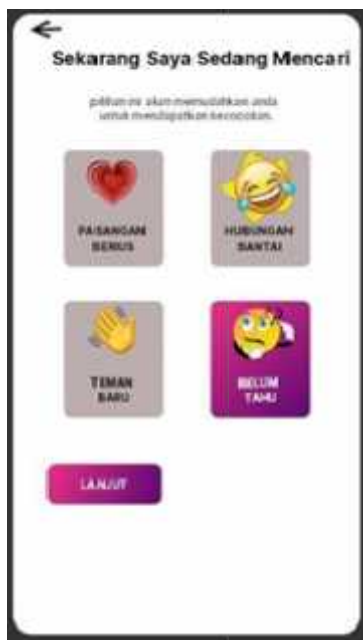 Sekarang Saya Sedang Mencari
pilihan ini akan memudahkan anda
untuk mendapatkan kecocokan.
PASANGAN
SERIUS
HUBUNGAN
SANTAI
TEMAN
BARU
BELUM
TAHU
LANJUT